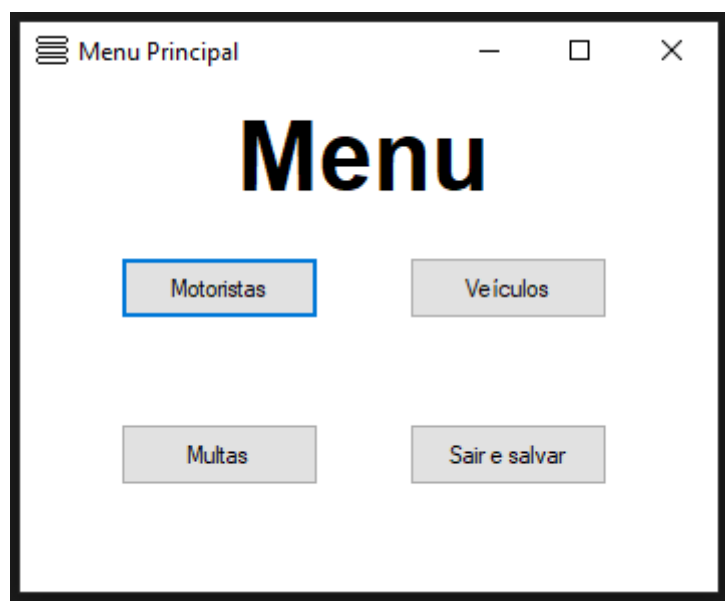 Menu Principal
Menu
Motoristas
Veículos
Multas
Sair e salvar